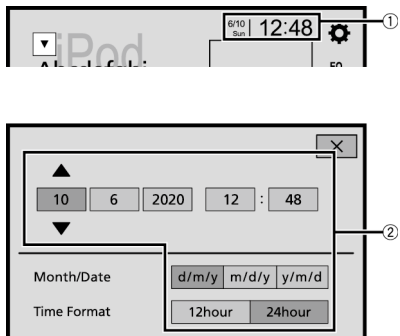 6/10
Sun
12:48
①
▼
iPod
10 6 2020 12 : 48
②
Month/Date d/m/y m/d/y y/m/d
Time Format 12hour 24hour